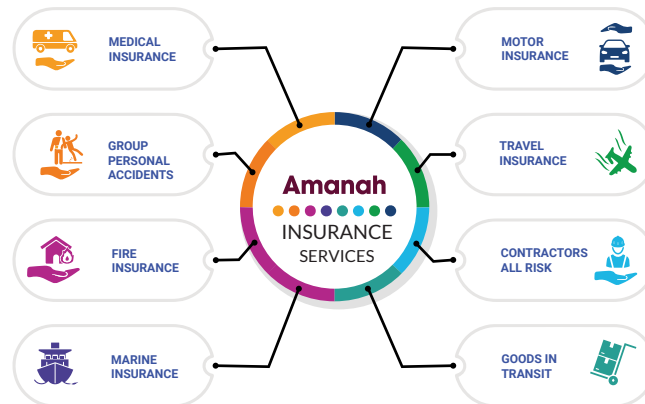 MEDICAL
INSURANCE
GROUP
PERSONAL
ACCIDENTS
FIRE
INSURANCE
MARINE
INSURANCE
Amanah
INSURANCE
SERVICES
MOTOR
INSURANCE
TRAVEL
INSURANCE
CONTRACTORS
ALL RISK
GOODS IN
TRANSIT